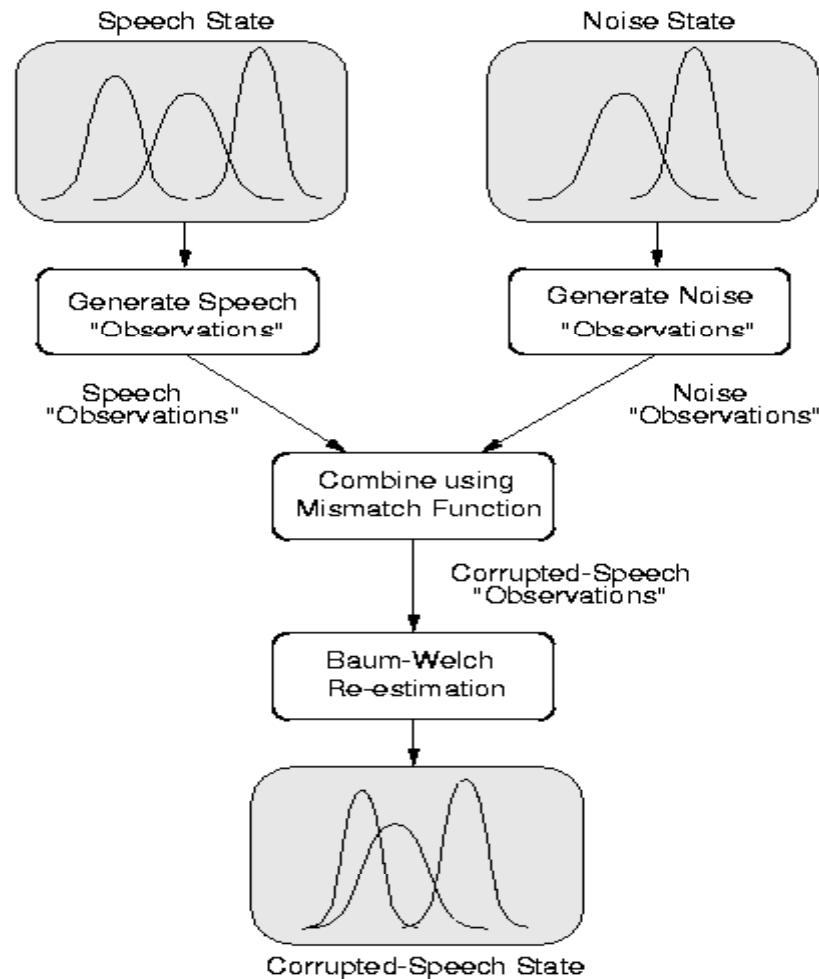 Speech State
Noise State
Generate Speech
"Observations"
Generate Noise
"Observations"
Speech
"Observations"
Noise
"Observations"
Combine using
Mismatch Function
Corrupted-Speech
"Observations"
Baum-Welch
Re-estimation
Corrupted-Speech State